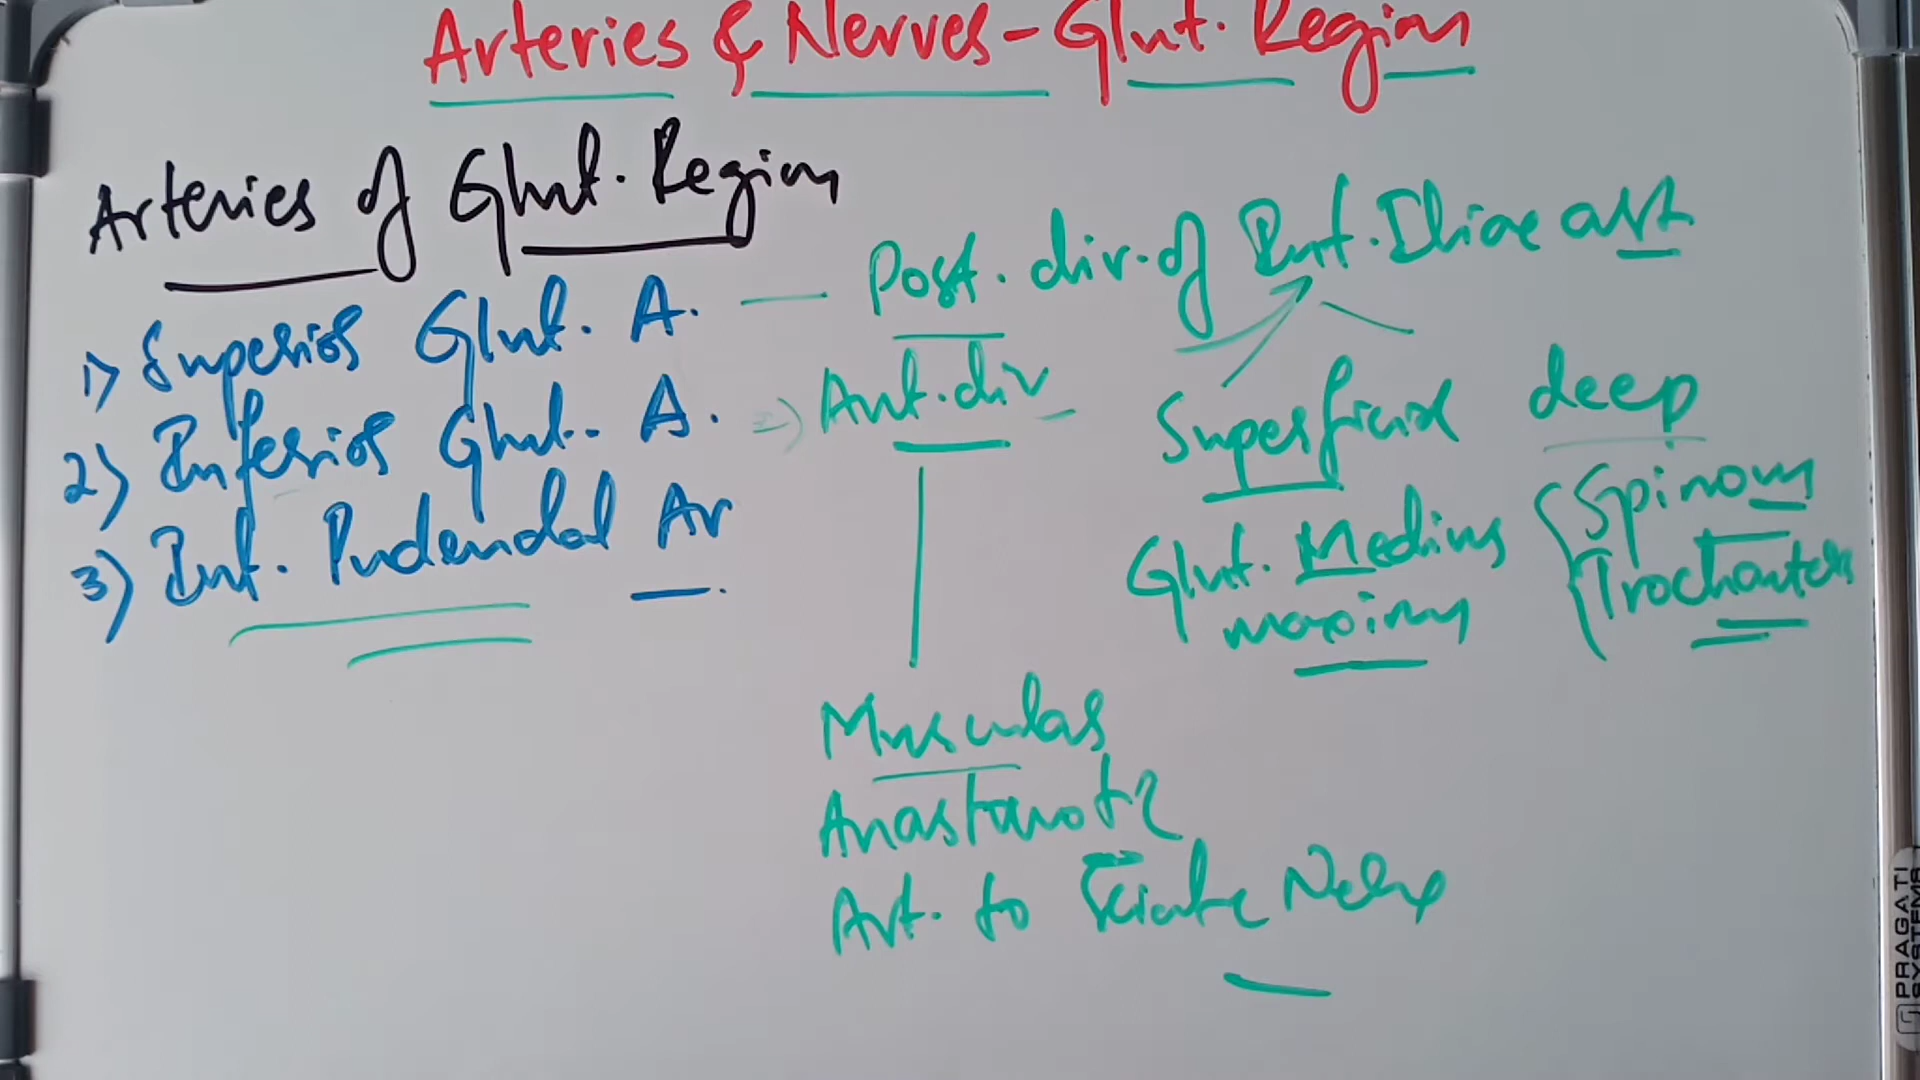 Arteries & Nerves - Glut. Region
Arteries of Glut. Region
1) Superior Glut. A. — Post. div. of Int. Iliac art
2) Inferior Glut. A. => Ant. div
3) Int. Pudendal Ar
Superficial deep
Glut. Medius
maximus
Spinous
Trochanter
Muscular
Anastomotic
Art. to Sciatic Nerve
PRAGATI
SYSTEMS